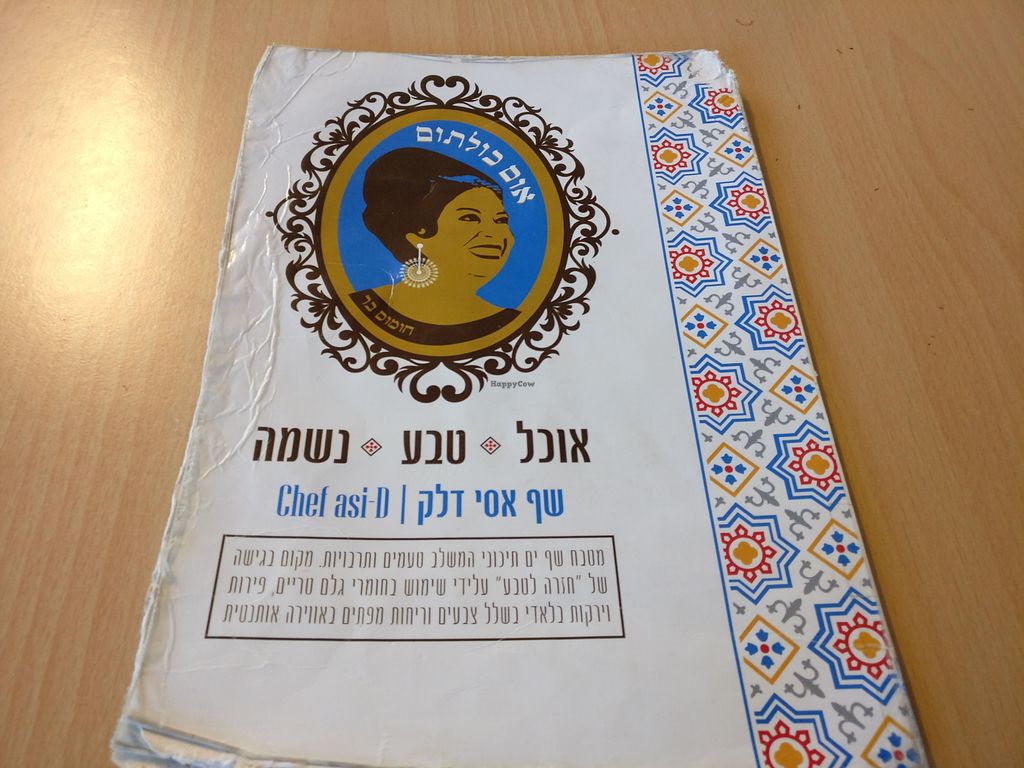 אום כולתום
חומוס בר
HappyCow
אוכל טבע נשמה
שף אסי דלק | Chef asi-D
מטבח שף ים תיכוני המשלב טעמים ותרבויות. מקום בגישה
של "חזרה לטבע" על ידי שימוש בחומרי גלם טריים, פירות
וירקות בלאדי בשלל צבעים וריחות מפתים באווירה אותנטית